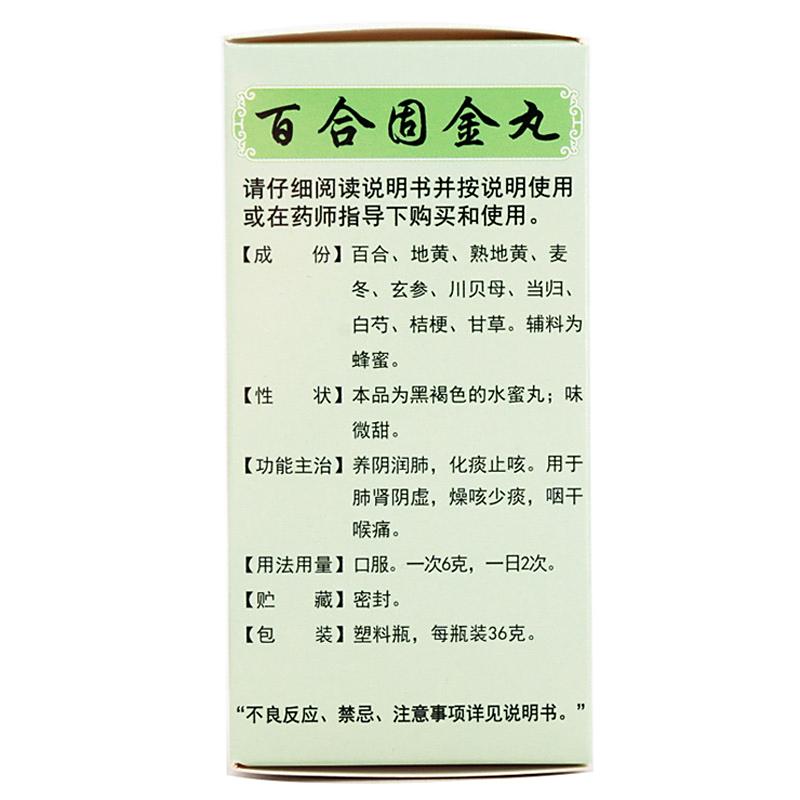 百合固金丸
请仔细阅读说明书并按说明使用
或在药师指导下购买和使用。
【成　　份】百合、地黄、熟地黄、麦
冬、玄参、川贝母、当归、
白芍、桔梗、甘草。辅料为
蜂蜜。
【性　　状】本品为黑褐色的水蜜丸；味
微甜。
【功能主治】养阴润肺，化痰止咳。用于
肺肾阴虚，燥咳少痰，咽干
喉痛。
【用法用量】口服。一次6克，一日2次。
【贮　　藏】密封。
【包　　装】塑料瓶，每瓶装36克。
“不良反应、禁忌、注意事项详见说明书。”